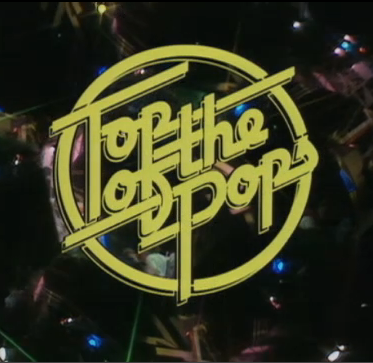 Top
of the
pops